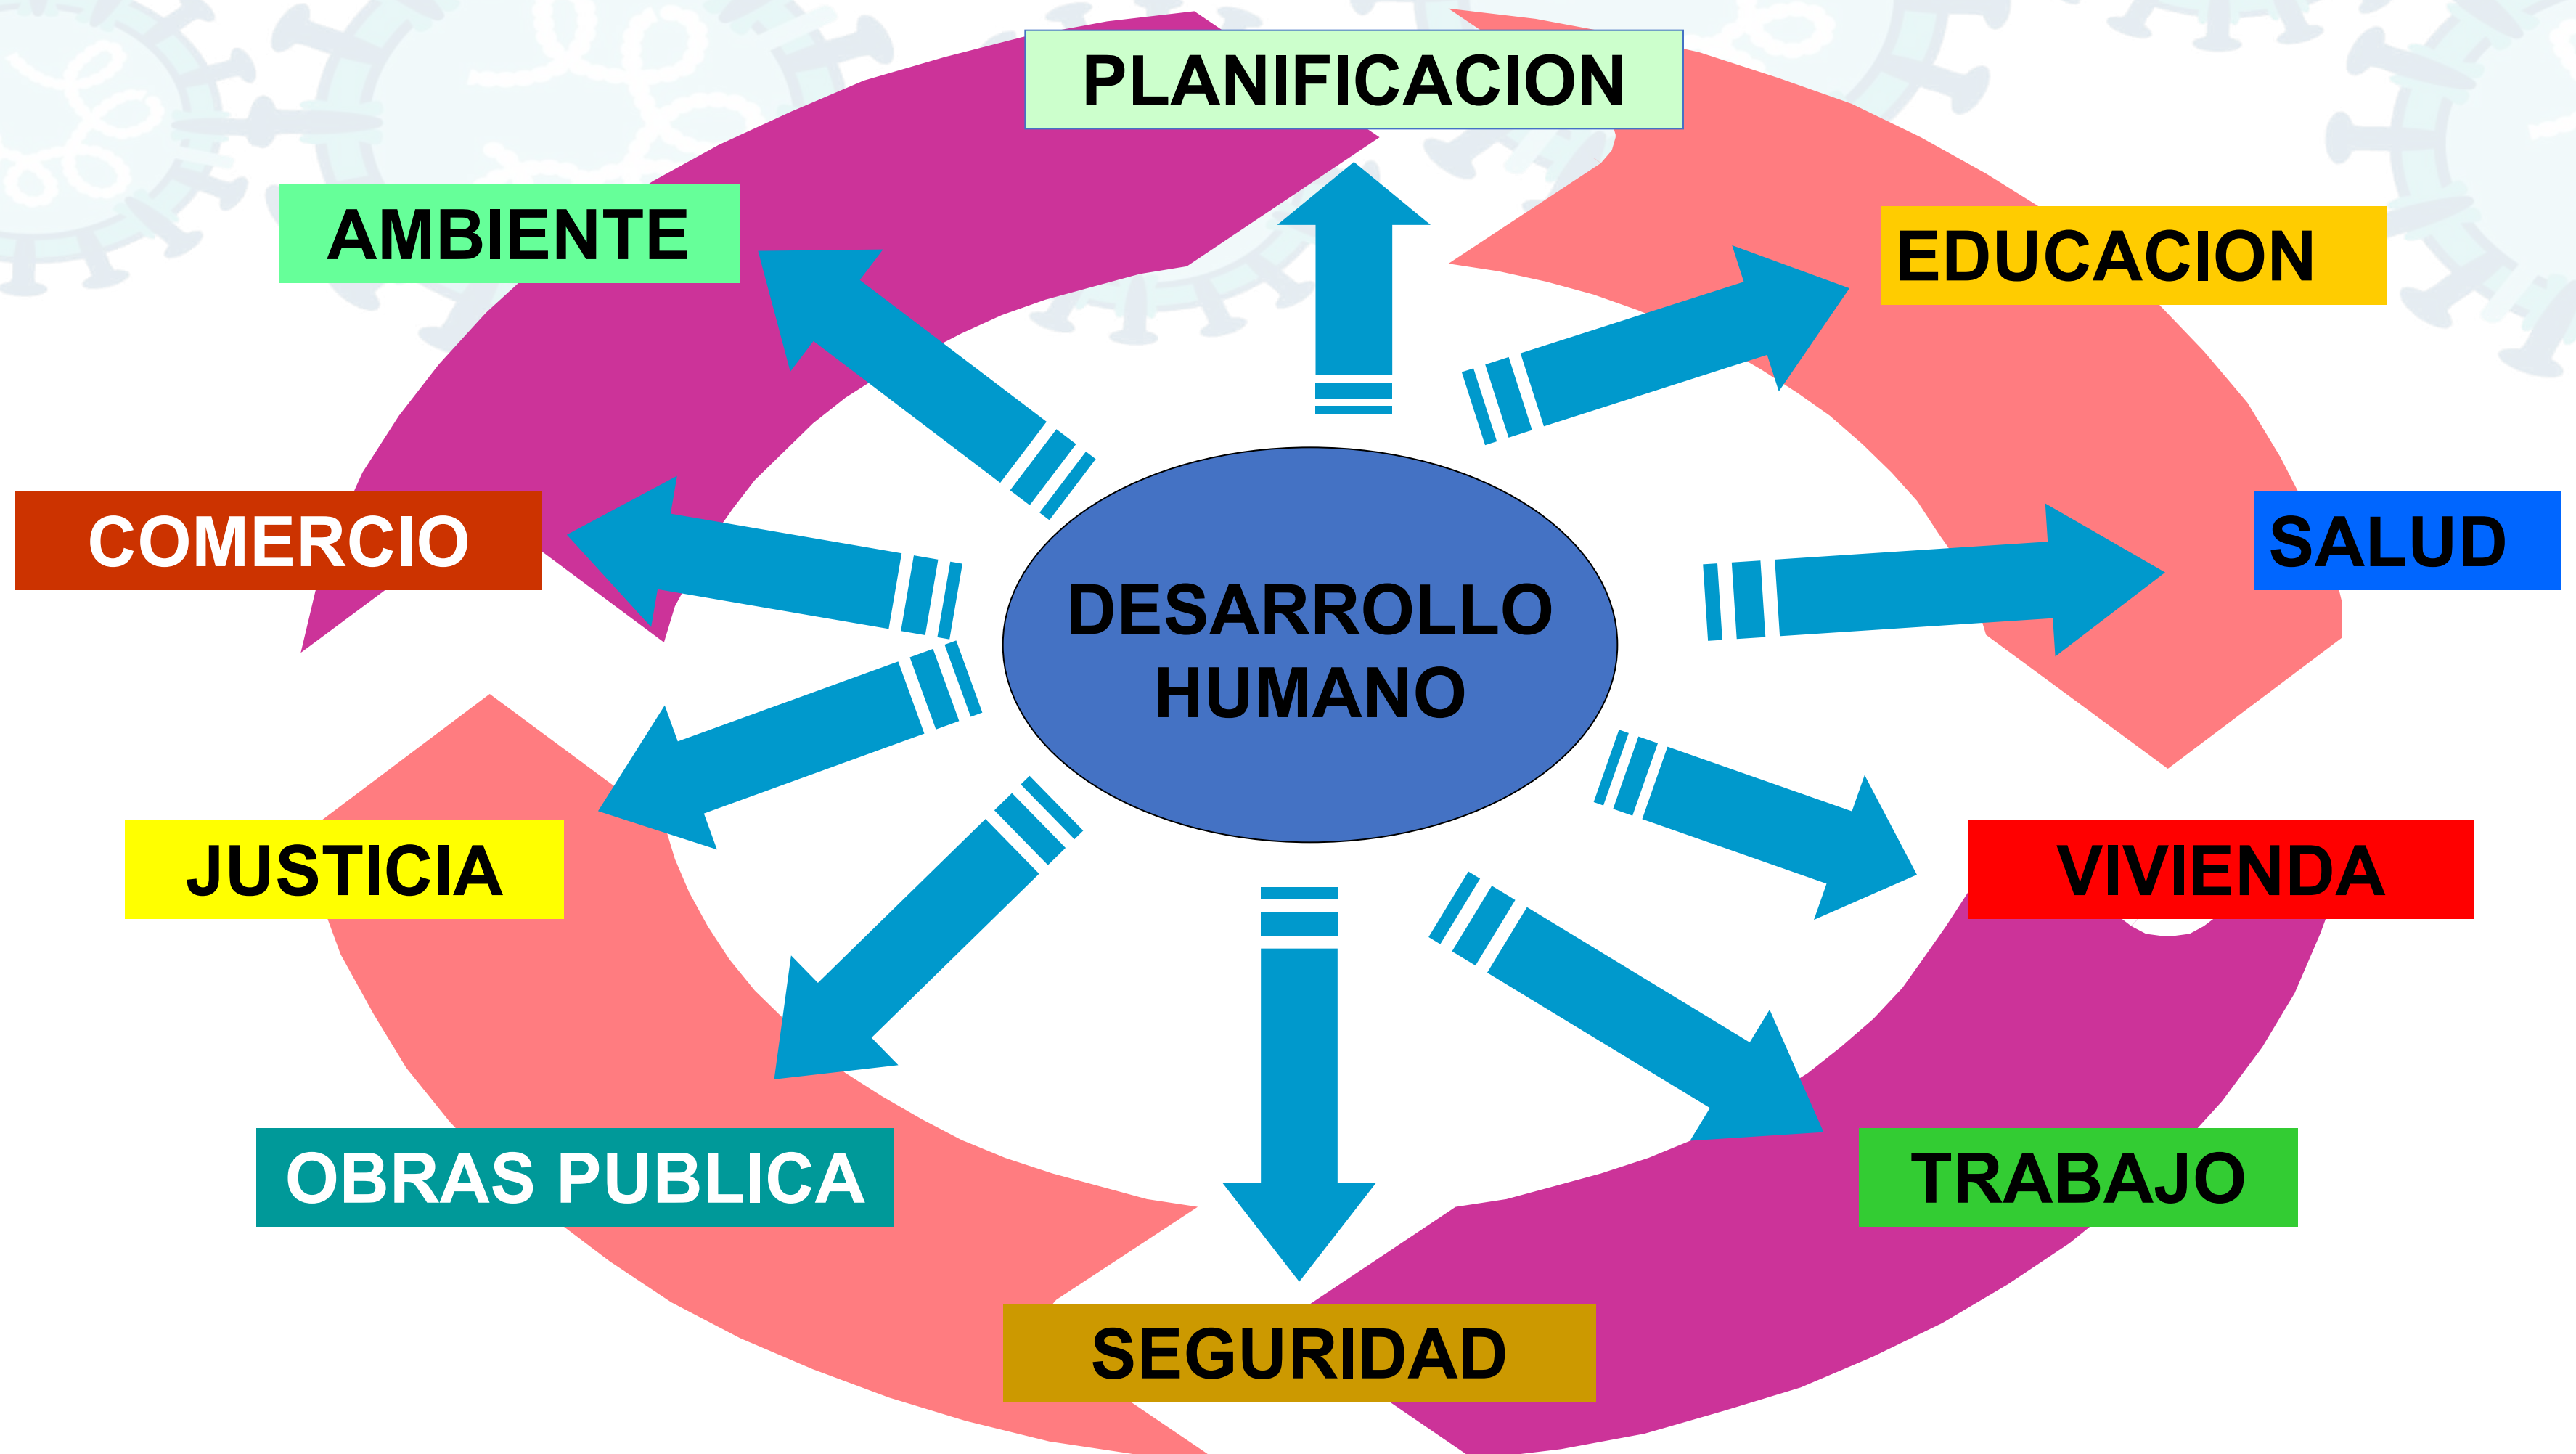 PLANIFICACION
AMBIENTE
EDUCACION
COMERCIO
SALUD
DESARROLLO
HUMANO
JUSTICIA
VIVIENDA
OBRAS PUBLICA
TRABAJO
SEGURIDAD